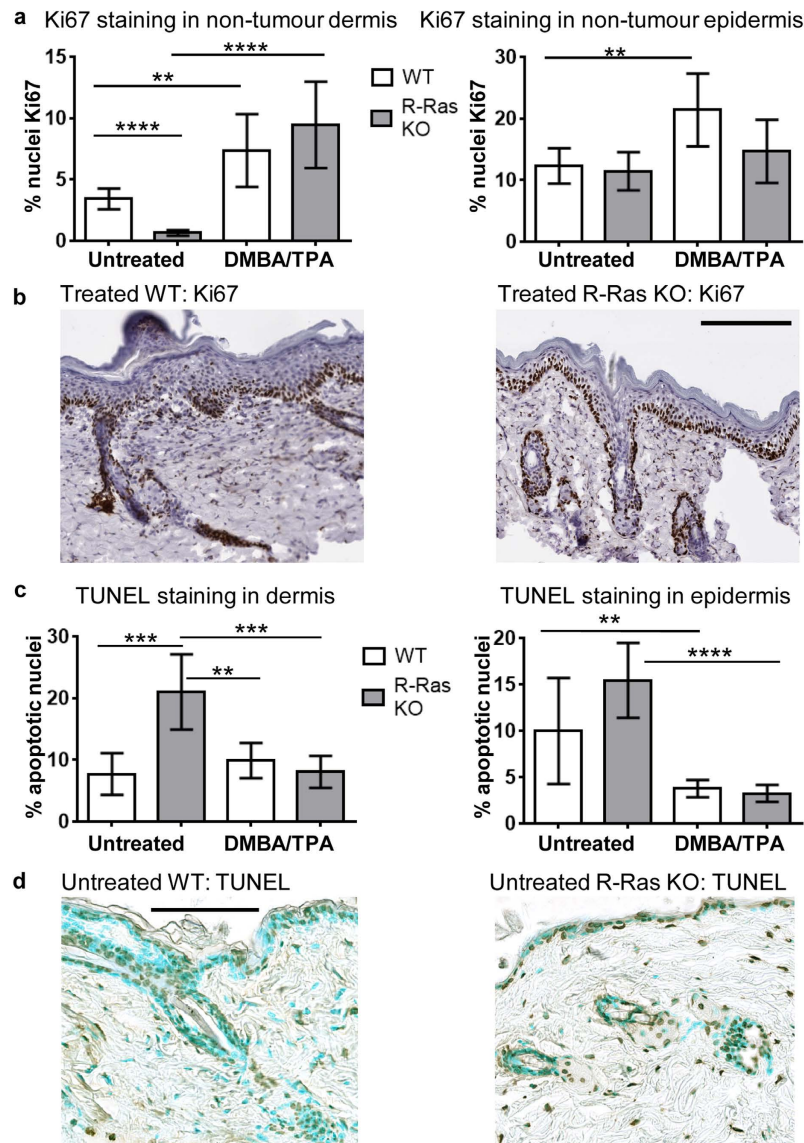 a
Ki67 staining in non-tumour dermis
Ki67 staining in non-tumour epidermis
% nuclei Ki67
15
10
5
0
****
**
****
Untreated
DMBA/TPA
WT
R-Ras
KO
% nuclei Ki67
30
20
10
0
**
Untreated
DMBA/TPA
b
Treated WT: Ki67
Treated R-Ras KO: Ki67
c
TUNEL staining in dermis
TUNEL staining in epidermis
% apoptotic nuclei
30
20
10
0
***
***
**
Untreated
DMBA/TPA
WT
R-Ras
KO
% apoptotic nuclei
20
15
10
5
0
**
****
Untreated
DMBA/TPA
d
Untreated WT: TUNEL
Untreated R-Ras KO: TUNEL